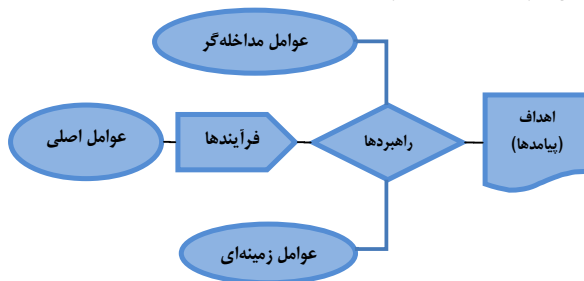 عوامل مداخله‌گر
اهداف
(پیامدها)
راهبردها
فرآیندها
عوامل اصلی
عوامل زمینه‌ای